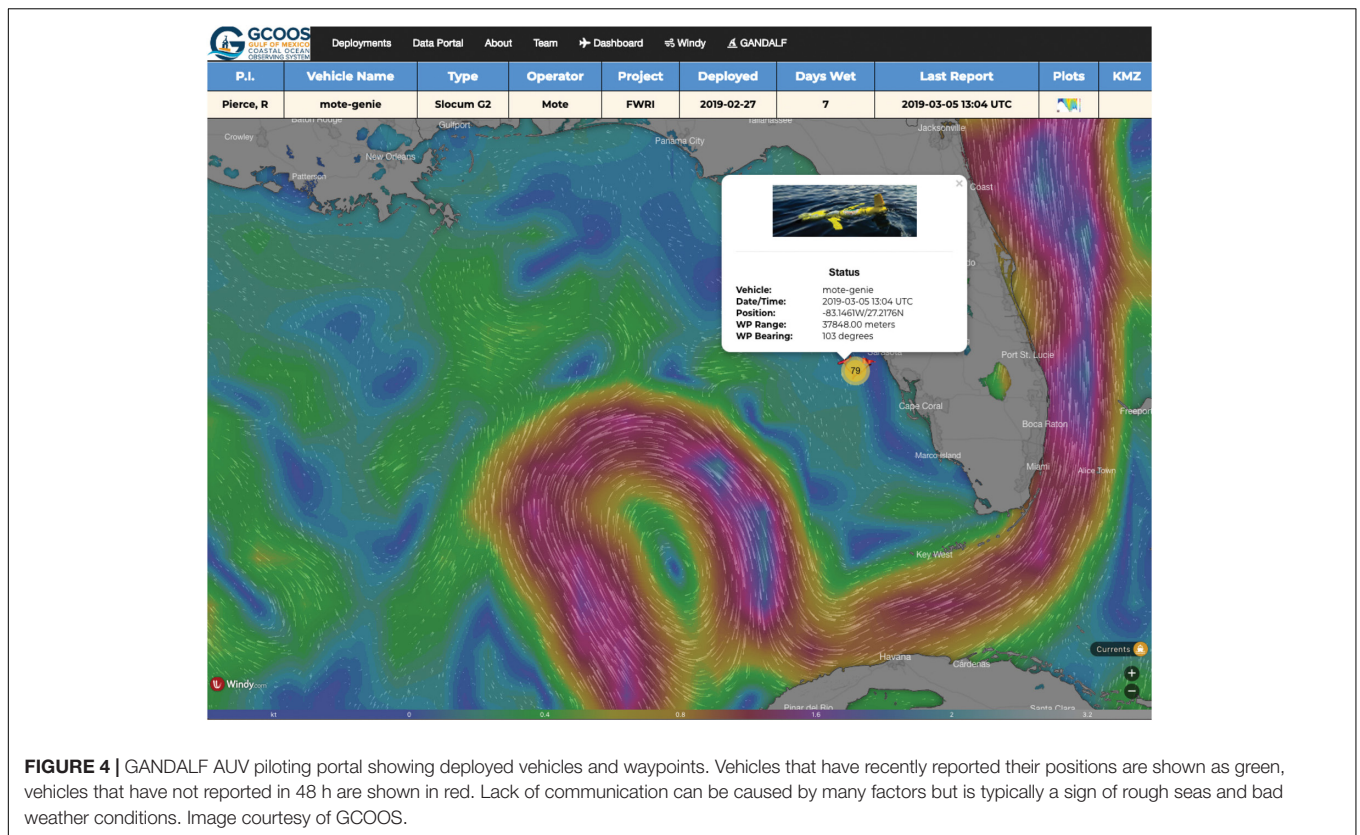 GCOOS
GULF OF MEXICO
COASTAL OCEAN
OBSERVING SYSTEM
Deployments Data Portal About Team Dashboard Windy GANDALF
P.I. Vehicle Name Type Operator Project Deployed Days Wet Last Report Plots KMZ
Pierce, R mote-genie Slocum G2 Mote FWRI 2019-02-27 7 2019-03-05 13:04 UTC
Baton Rouge
Gulfport
Tallahassee
Jacksonville
Crowley
Panama City
New Orleans
Patterson
Coast
Status
Vehicle: mote-genie
Date/Time: 2019-03-05 13:04 UTC
Position: -83.1461W/27.2176N
WP Range: 37848.00 meters
WP Bearing: 103 degrees
Sarasota
Port St. Lucie
79
Cape Coral
Freeport
Boca Raton
Marco Island
Miami
Alice Town
Key West
Currents
Havana
Cárdenas
+
−
Windy.com
Pinar del Río
Santa Clara
kt 0 0.4 0.8 1.6 2 3.2
FIGURE 4 | GANDALF AUV piloting portal showing deployed vehicles and waypoints. Vehicles that have recently reported their positions are shown as green,
vehicles that have not reported in 48 h are shown in red. Lack of communication can be caused by many factors but is typically a sign of rough seas and bad
weather conditions. Image courtesy of GCOOS.